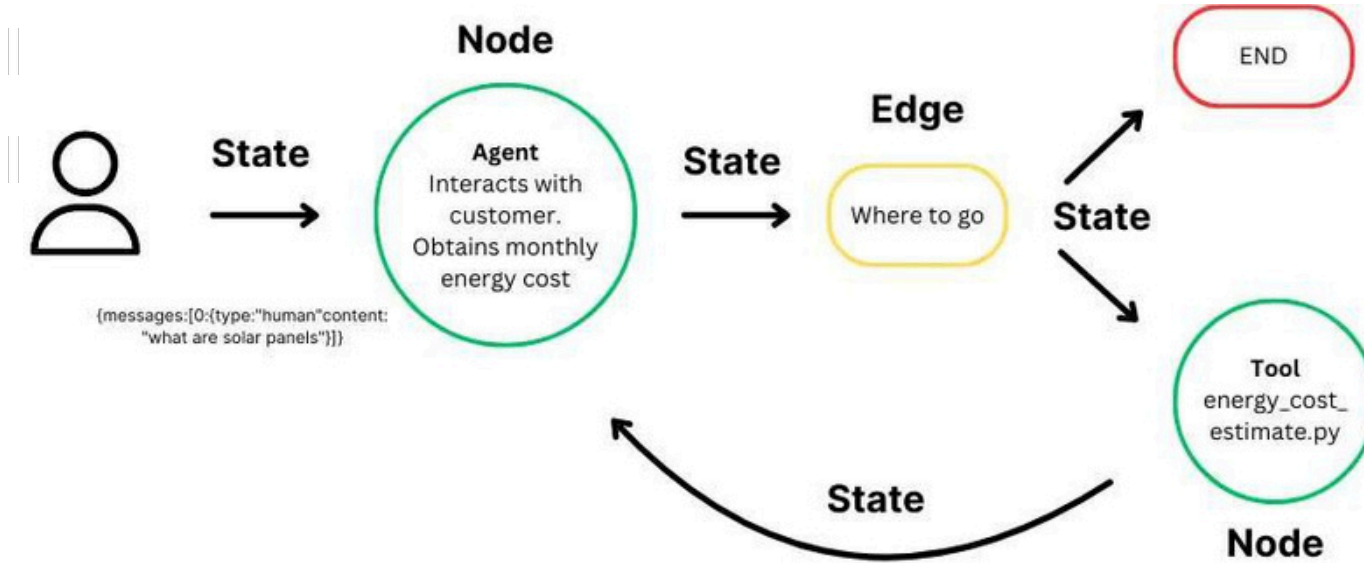 Node
END
Edge
State
Agent
Interacts with
customer.
Obtains monthly
energy cost
State
Where to go
State
{messages:[0:{type:"human"content:
"what are solar panels"}]}
Tool
energy_cost_
estimate.py
State
Node